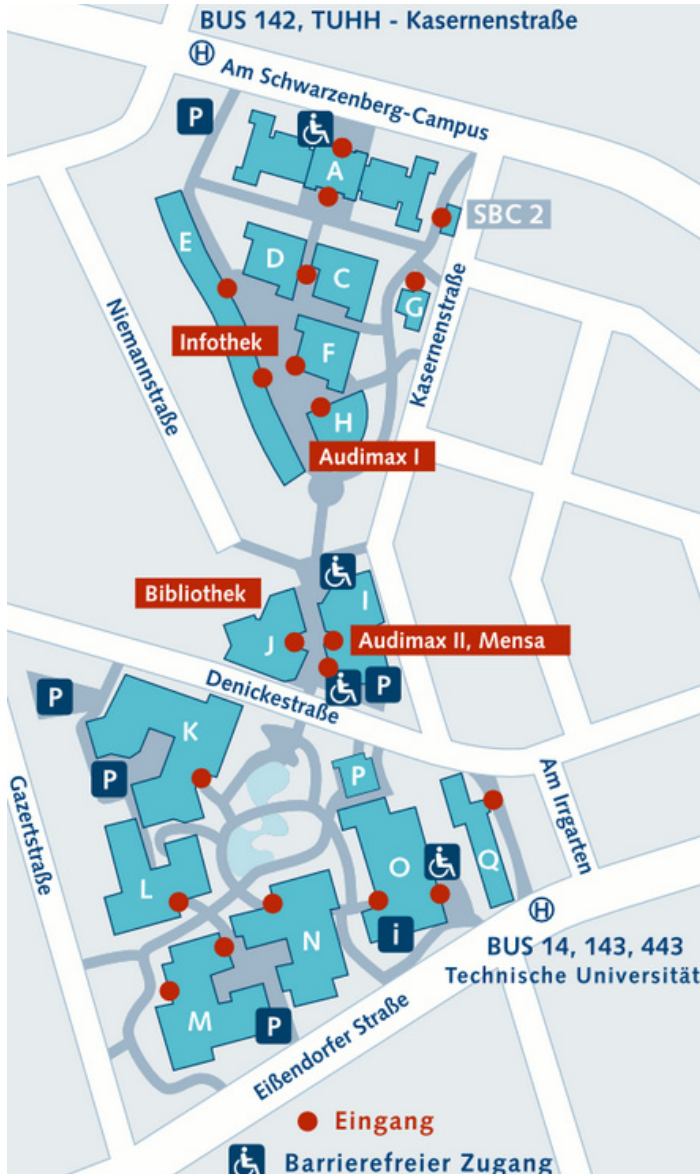 BUS 142, TUHH - Kasernenstraße
H
Am Schwarzenberg-Campus
P
A
SBC 2
E
D
C
G
Niemannstraße
Infothek
F
Kasernenstraße
H
Audimax I
Bibliothek
I
J
Audimax II, Mensa
Denickestraße
P
P
K
P
P
Am Irrgarten
Gazertstraße
L
O
Q
i
H
N
BUS 14, 143, 443
Technische Universität
M
P
Eißendorfer Straße
Eingang
Barrierefreier Zugang